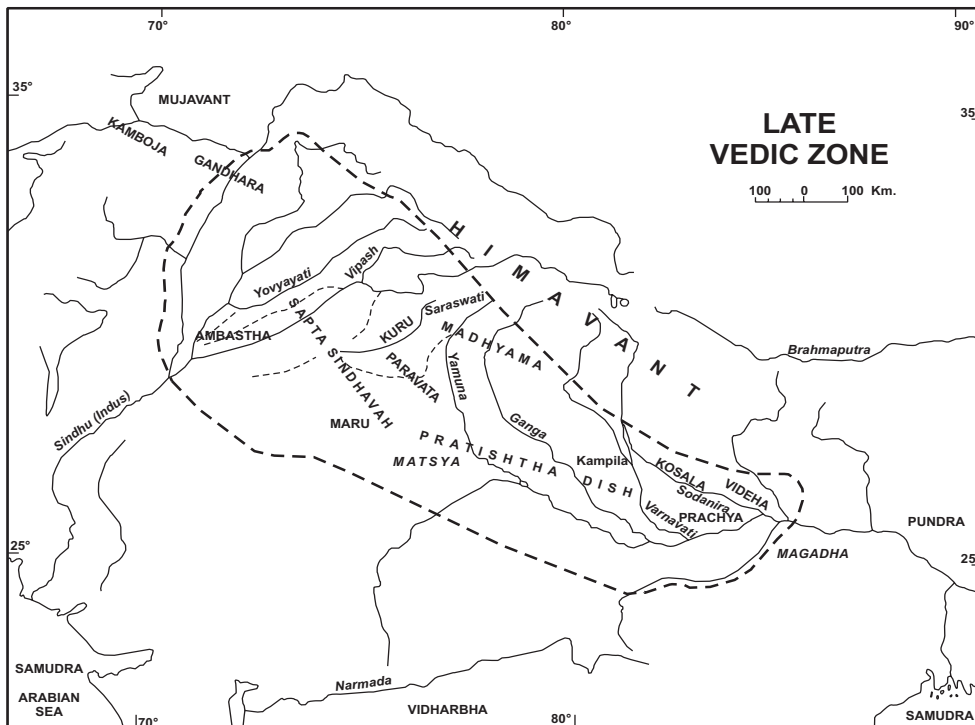 70°
80°
90°
35°
35°
MUJAVANT
LATE
VEDIC ZONE
100 0 100 Km.
KAMBOJA
GANDHARA
HIMAVANT
Yovyayati
Vipash
SAPTA SINDHAVAH
AMBASTHA
KURU
Saraswati
MADHYAMA
PARAVATA
Yamuna
Brahmaputra
Sindhu (Indus)
MARU
PRATISHTHA
MATSYA
Ganga
Kampila
DISH
KOSALA
VIDEHA
Sodanira
PRACHYA
Varnavati
PUNDRA
MAGADHA
25°
25
SAMUDRA
ARABIAN
SEA
Narmada
VIDHARBHA
70°
80°
SAMUDRA